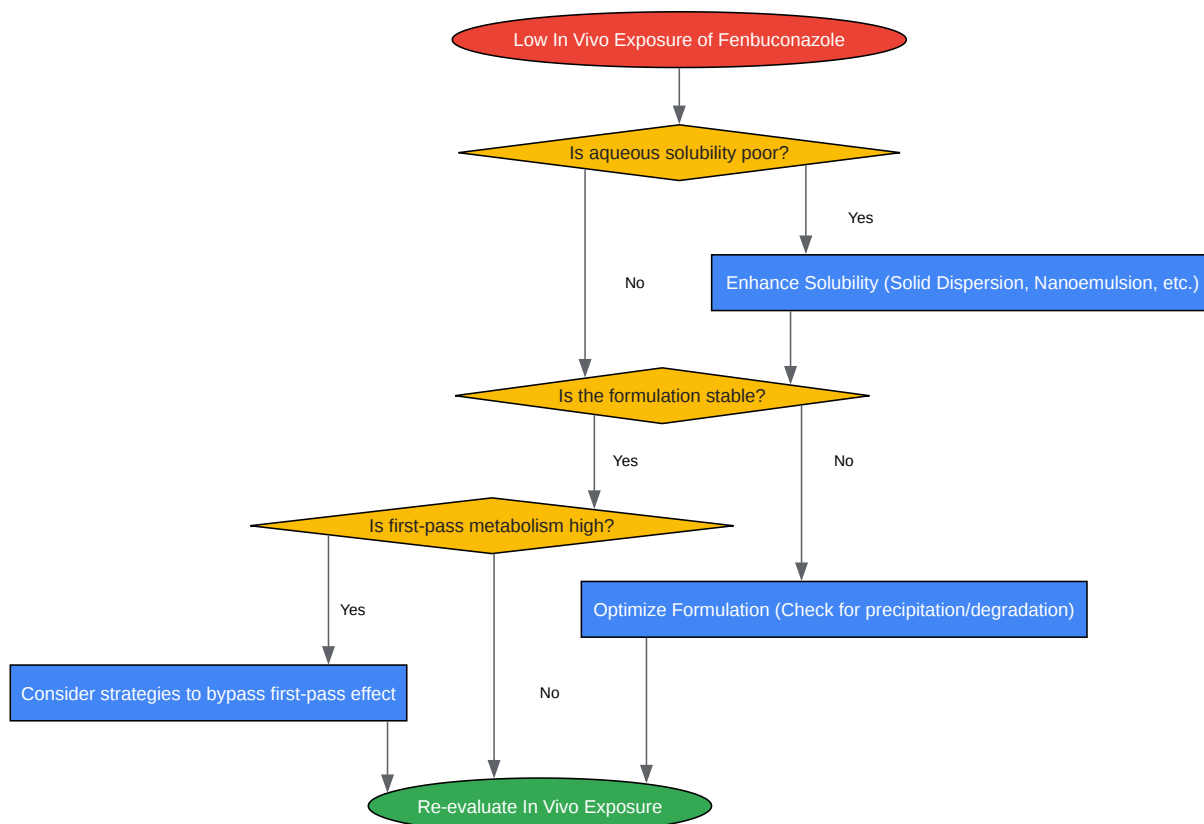 Low In Vivo Exposure of Fenbuconazole
Is aqueous solubility poor?
Yes
Enhance Solubility (Solid Dispersion, Nanoemulsion, etc.)
No
Is the formulation stable?
Yes
No
Is first-pass metabolism high?
Optimize Formulation (Check for precipitation/degradation)
Yes
Consider strategies to bypass first-pass effect
No
Re-evaluate In Vivo Exposure